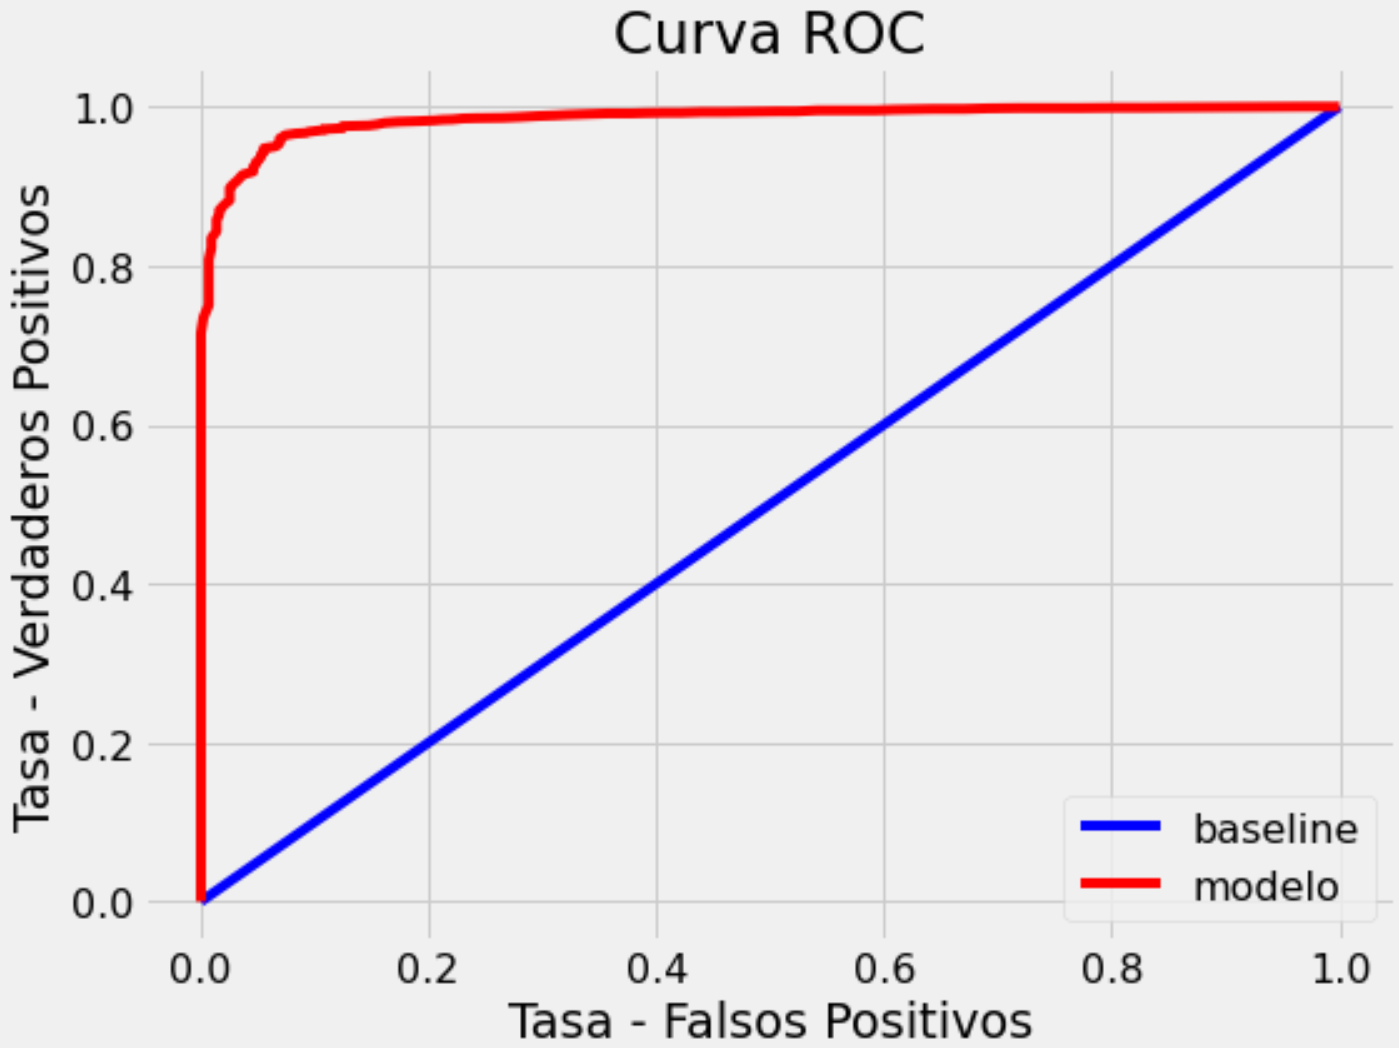 Curva ROC
Tasa - Verdaderos Positivos
1.0
0.8
0.6
0.4
0.2
0.0
0.0 0.2 0.4 0.6 0.8 1.0
Tasa - Falsos Positivos
baseline
modelo